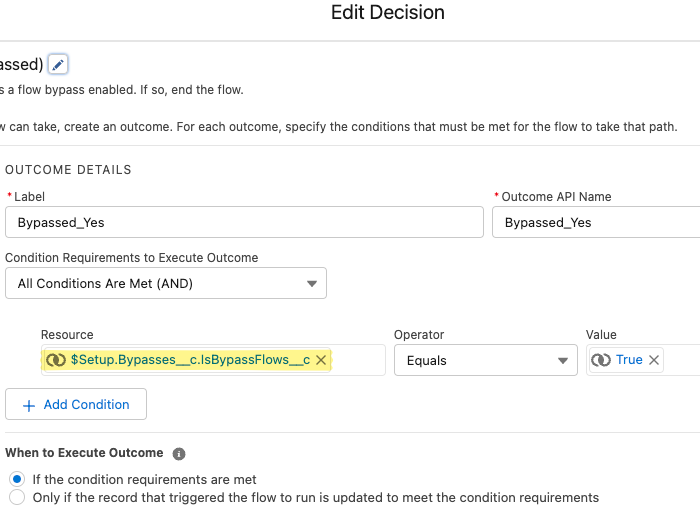 Edit Decision
assed)
s a flow bypass enabled. If so, end the flow.
w can take, create an outcome. For each outcome, specify the conditions that must be met for the flow to take that path.
OUTCOME DETAILS
* Label
* Outcome API Name
Bypassed_Yes
Bypassed_Yes
Condition Requirements to Execute Outcome
All Conditions Are Met (AND)
Resource
Operator
Value
$Setup.Bypasses__c.IsBypassFlows__c
Equals
True
+ Add Condition
When to Execute Outcome
If the condition requirements are met
Only if the record that triggered the flow to run is updated to meet the condition requirements